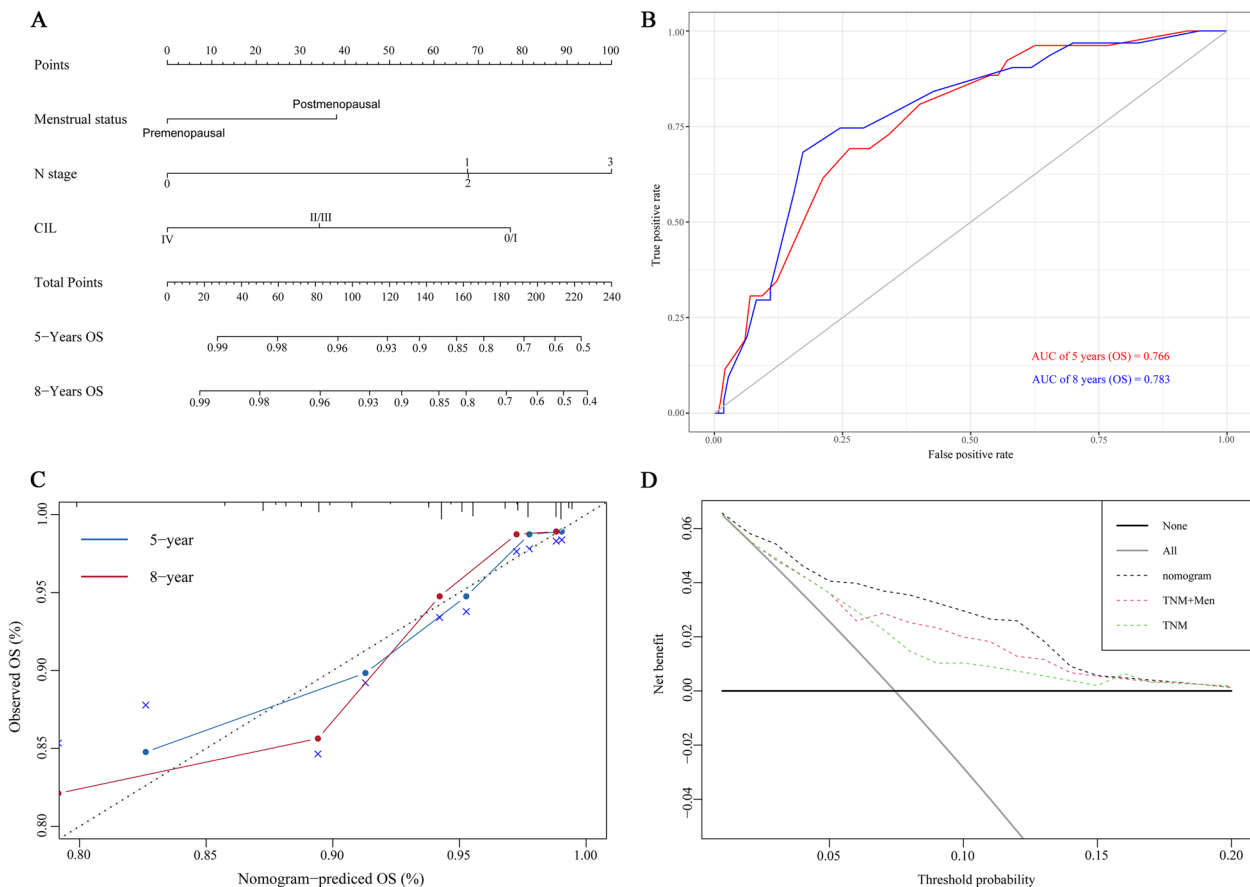 A
0 10 20 30 40 50 60 70 80 90 100
Points
Postmenopausal
Menstrual status
Premenopausal
1 3
N stage
0 2
II/III
CIL
IV 0/I
Total Points
0 20 40 60 80 100 120 140 160 180 200 220 240
5−Years OS
0.99 0.98 0.96 0.93 0.9 0.85 0.8 0.7 0.6 0.5
8−Years OS
0.99 0.98 0.96 0.93 0.9 0.85 0.8 0.7 0.6 0.5 0.4
B
1.00
0.75
0.50
0.25
0.00
True positive rate
AUC of 5 years (OS) = 0.766
AUC of 8 years (OS) = 0.783
0.00 0.25 0.50 0.75 1.00
False positive rate
C
1.00
0.95
0.90
0.85
0.80
Observed OS (%)
5−year
8−year
0.80 0.85 0.90 0.95 1.00
Nomogram−prediced OS (%)
D
0.06
0.04
0.02
0.00
−0.02
−0.04
Net benefit
None
All
nomogram
TNM+Men
TNM
0.05 0.10 0.15 0.20
Threshold probability